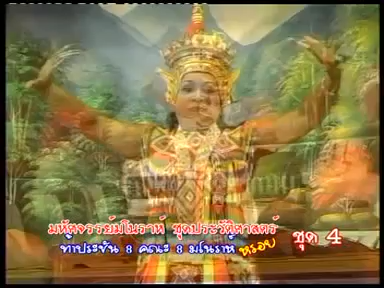 มหัศจรรย์มโนราห์ ชุดประวัติศาสตร์ ชุด 4
ท้าประชัน 8 คณะ 8 มโนราห์ หรอย